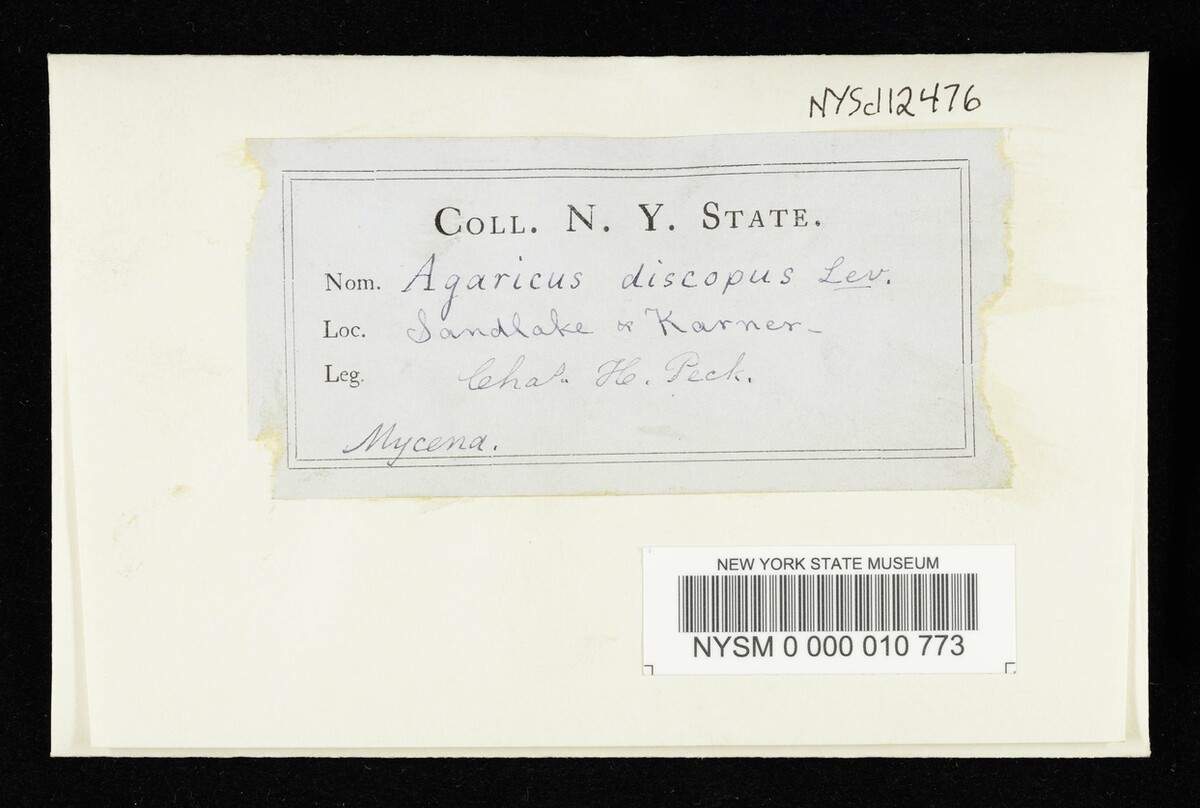 NYSd12476
COLL. N. Y. STATE.
Nom. Agaricus discopus Lev.
Loc. Sandlake & Karner-
Leg. Chas. H. Peck.
Mycena.
NEW YORK STATE MUSEUM
NYSM 0 000 010 773